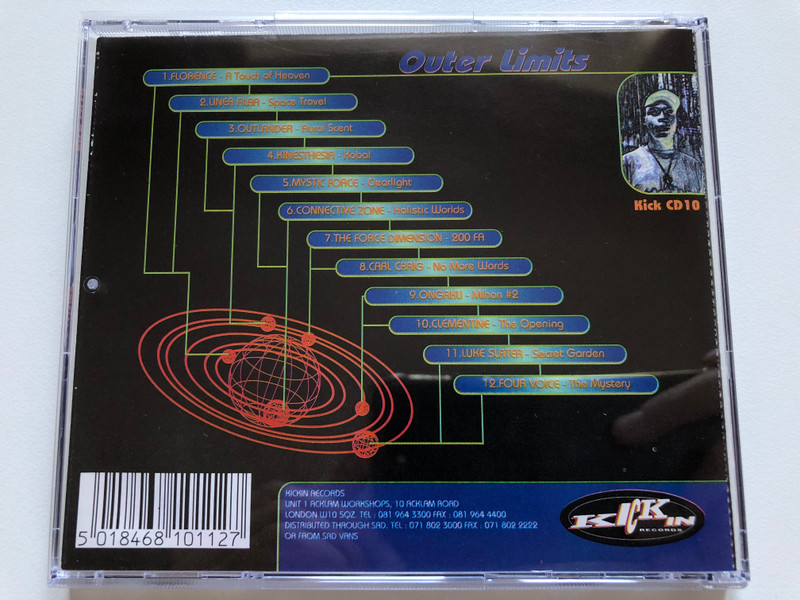 Outer Limits
1.FLORENCE - A Touch of Heaven
2.UNER ALAR - Space Travel
3.OUTLANDER - Aural Scent
4.KINESTHESIA - Kobal
5.MYSTIC FORCE - Clearlight
6.CONNECTIVE ZONE - Holistic Worlds
7.THE FORCE DIMENSION - 200 FA
8.CARL CRAIG - No More Words
9.ONGAKU - Mihon #2
10.CLEMENTINE - The Opening
11.LUKE SLATER - Secret Garden
12.FOUR VOICE - The Mystery
Kick CD10
5 018468 101127
KICKIN RECORDS
UNIT 1 ACKLAM WORKSHOPS, 10 ACKLAM ROAD
LONDON W10 5QZ. TEL : 081 964 3300 FAX : 081 964 4400
DISTRIBUTED THROUGH SRD. TEL : 071 802 3000 FAX : 071 802 2222
OR FROM SRD VANS
KICKIN
RECORDS